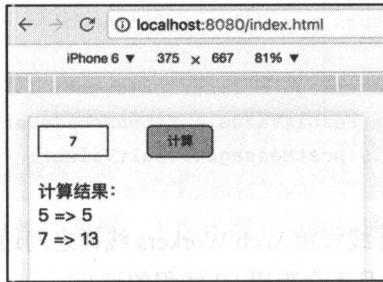 localhost:8080/index.html
iPhone 6 ▼ 375 × 667 81% ▼
7 计算
计算结果：
5 => 5
7 => 13